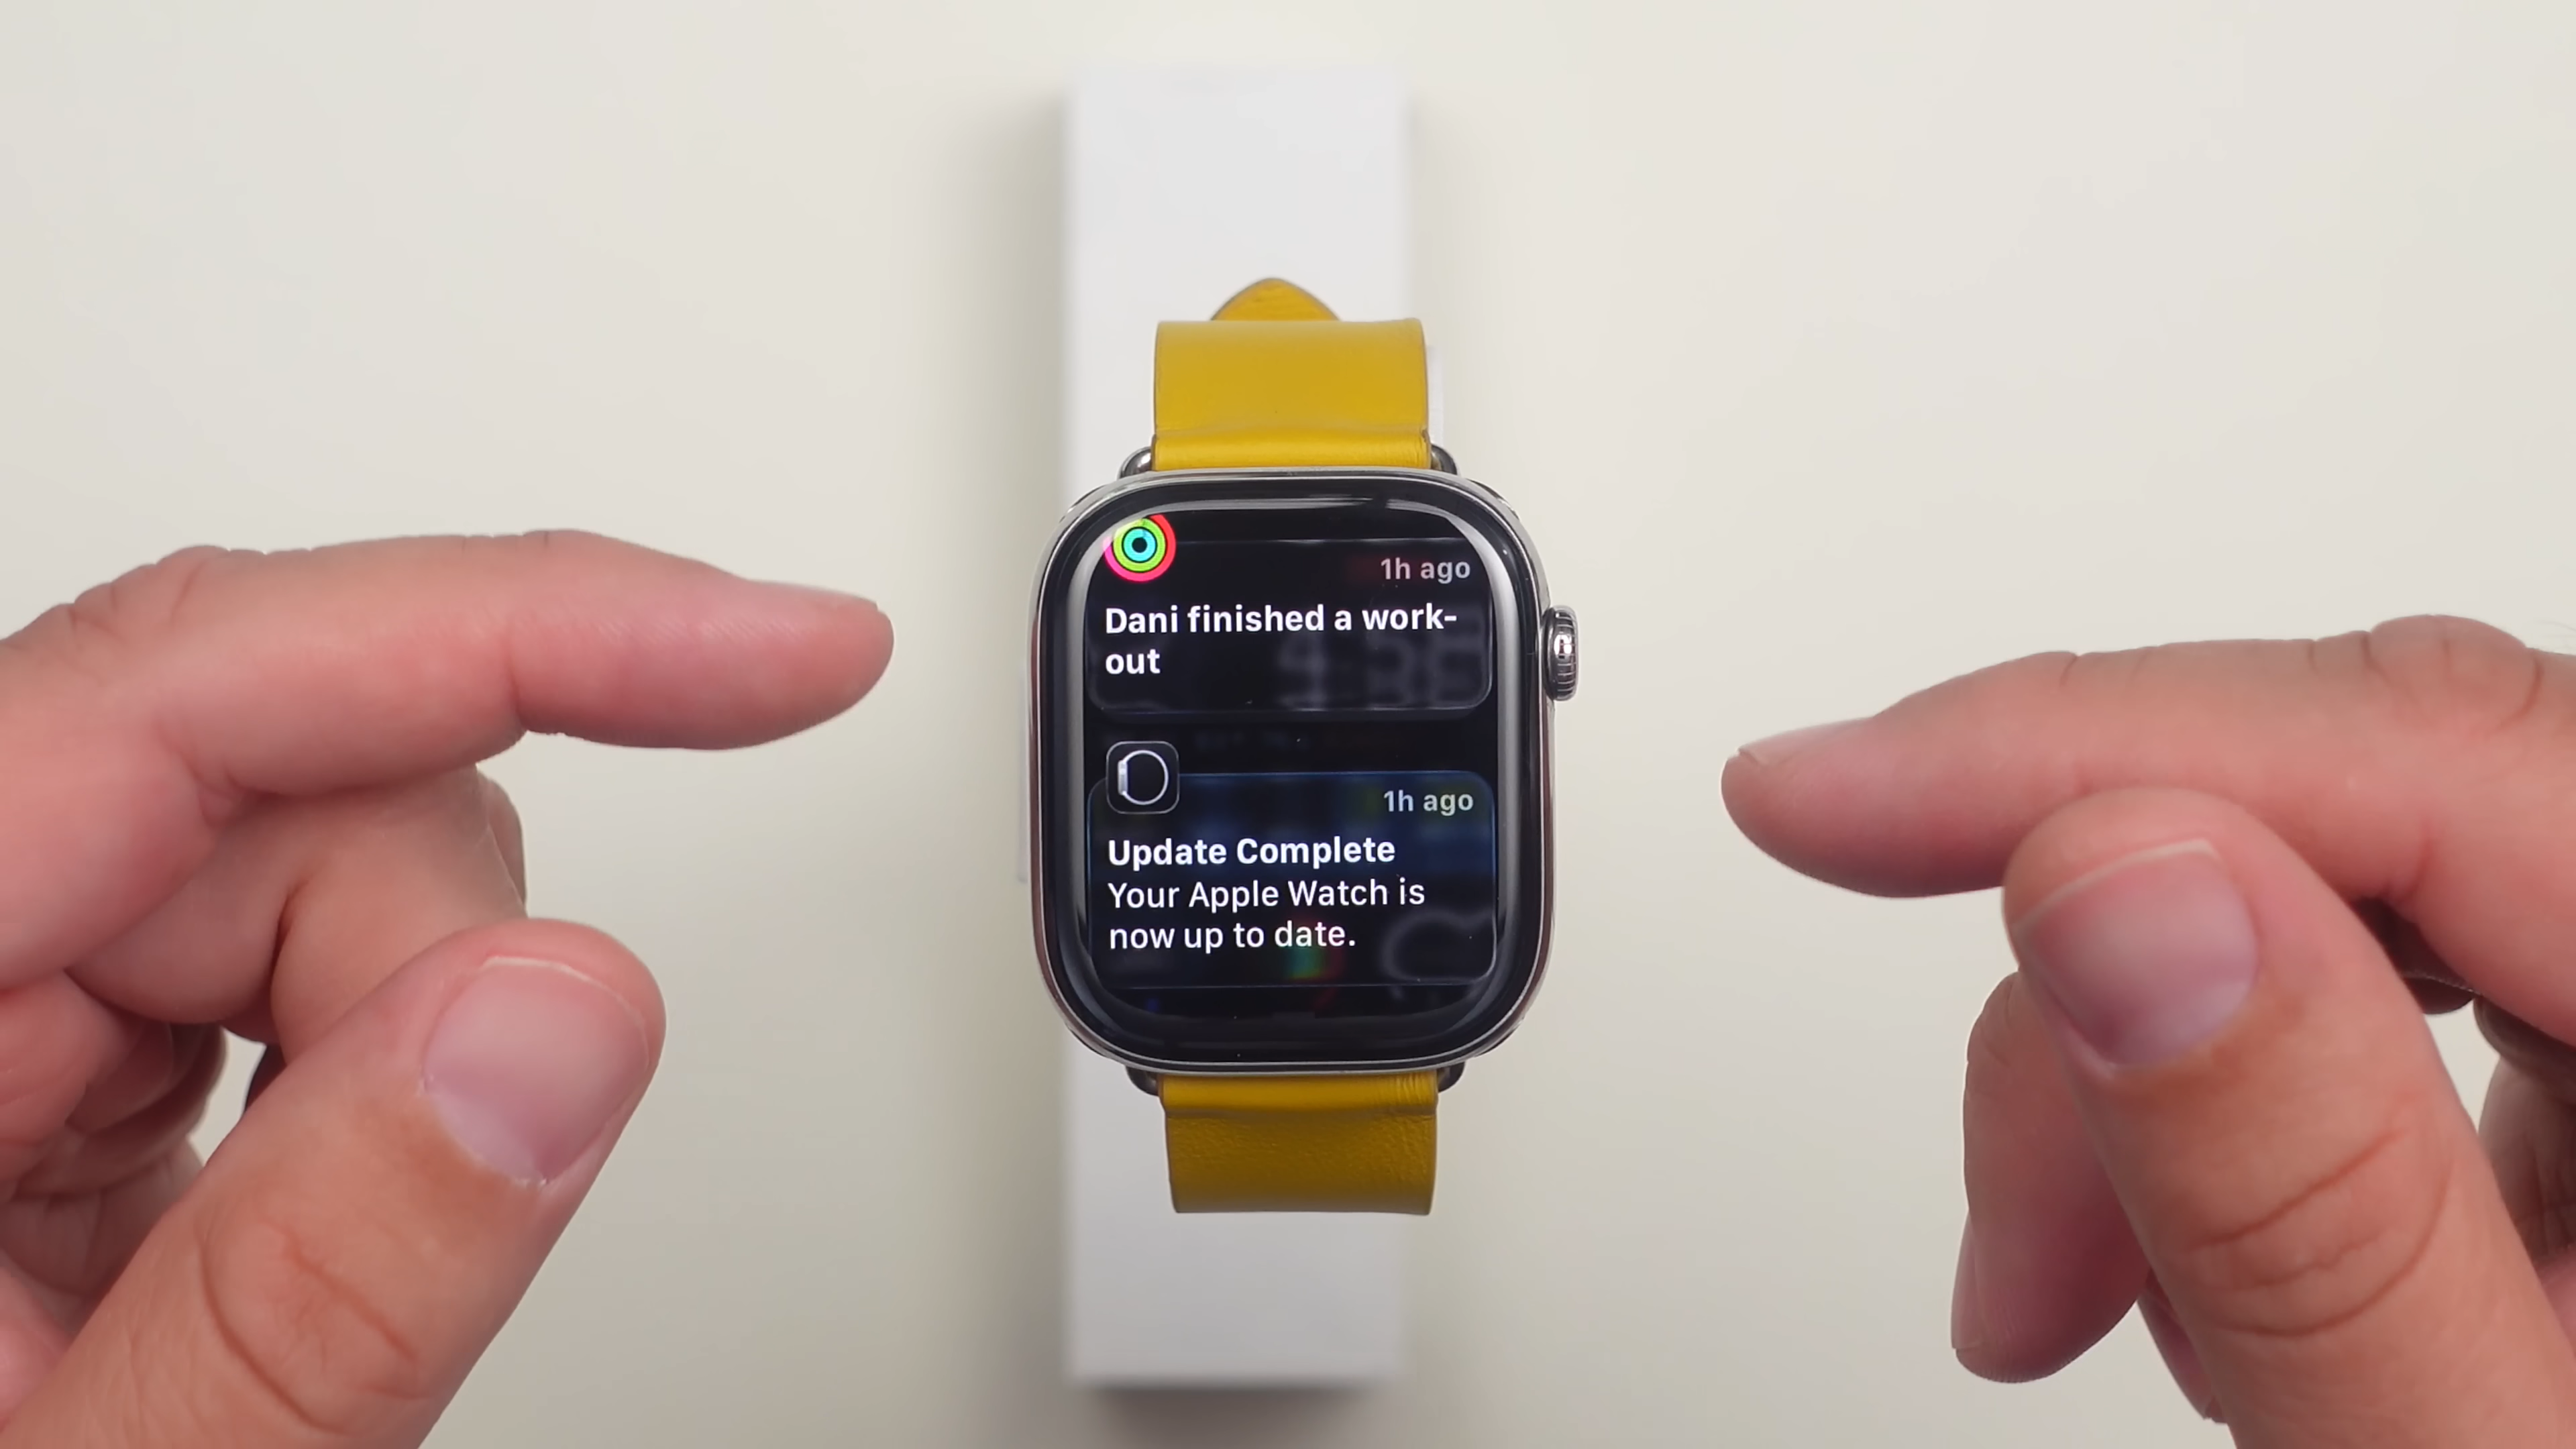 1h ago
Dani finished a work-
out
1h ago
Update Complete
Your Apple Watch is
now up to date.